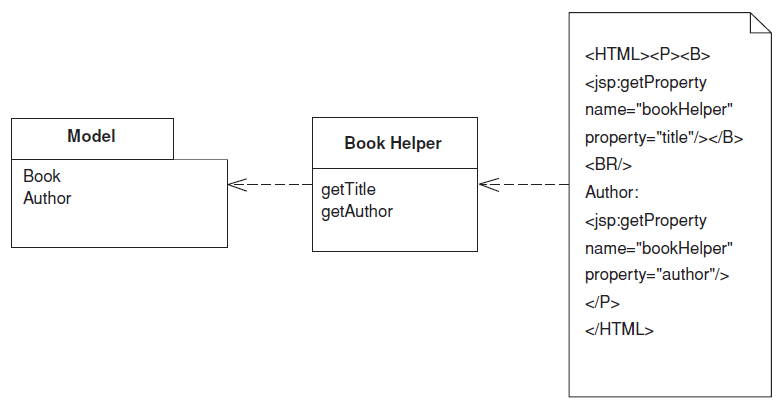 Model
Book
Author
Book Helper
getTitle
getAuthor
<HTML><P><B>
<jsp:getProperty
name="bookHelper"
property="title"/></B>
<BR/>
Author:
<jsp:getProperty
name="bookHelper"
property="author"/>
</P>
</HTML>